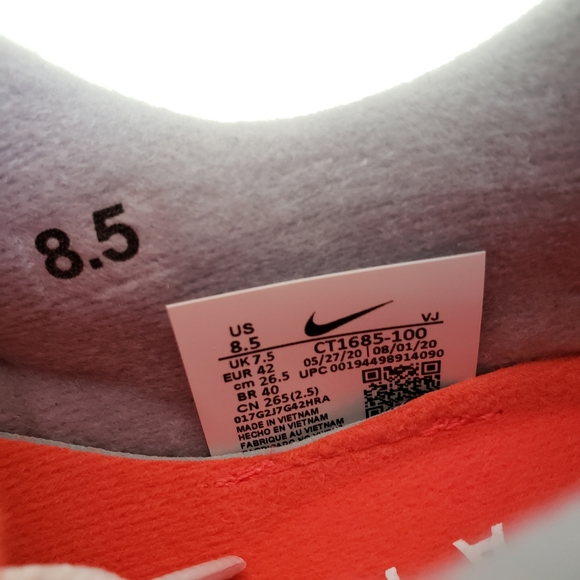 8.5
US
8.5
UK 7.5
EUR 42
cm 26.5
BR 40
CN 265(2.5)
017G2J7G42HRA
MADE IN VIETNAM
HECHO EN VIETNAM
FABRIQUE AU VIETNAM
VJ
CT1685-100
05/27/20 | 08/01/20
UPC 00194498914090